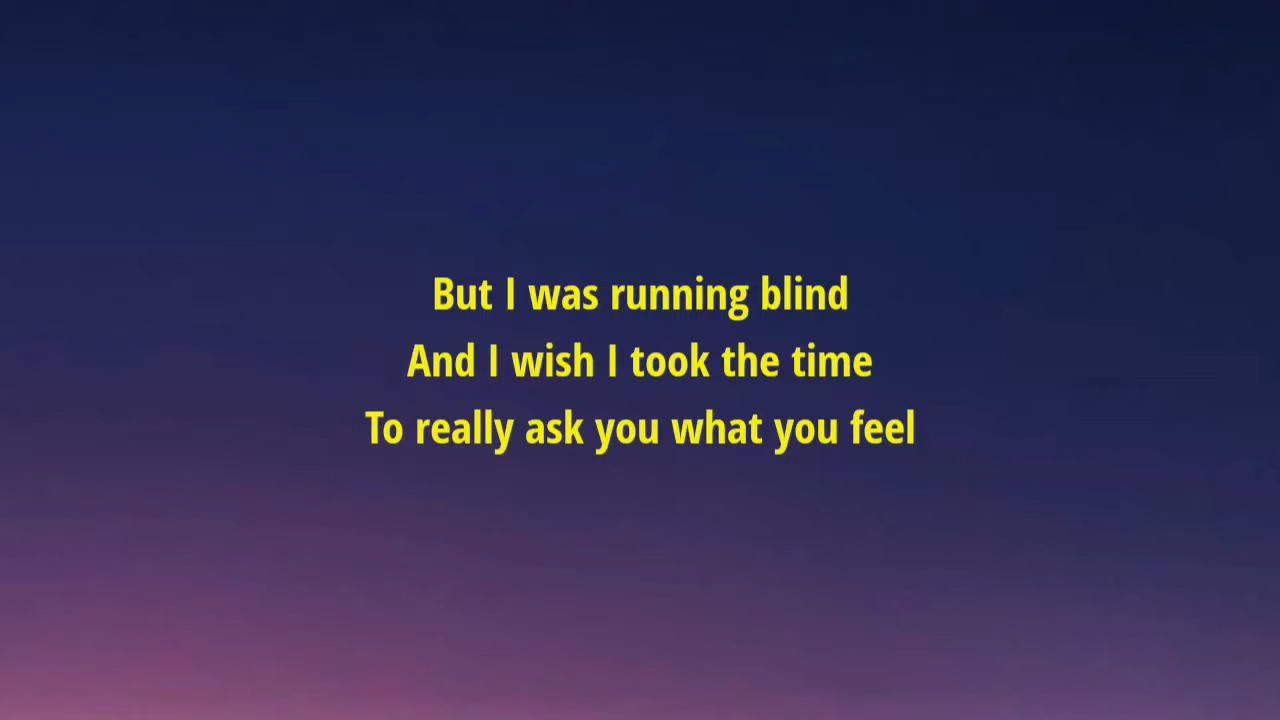 But I was running blind
And I wish I took the time
To really ask you what you feel